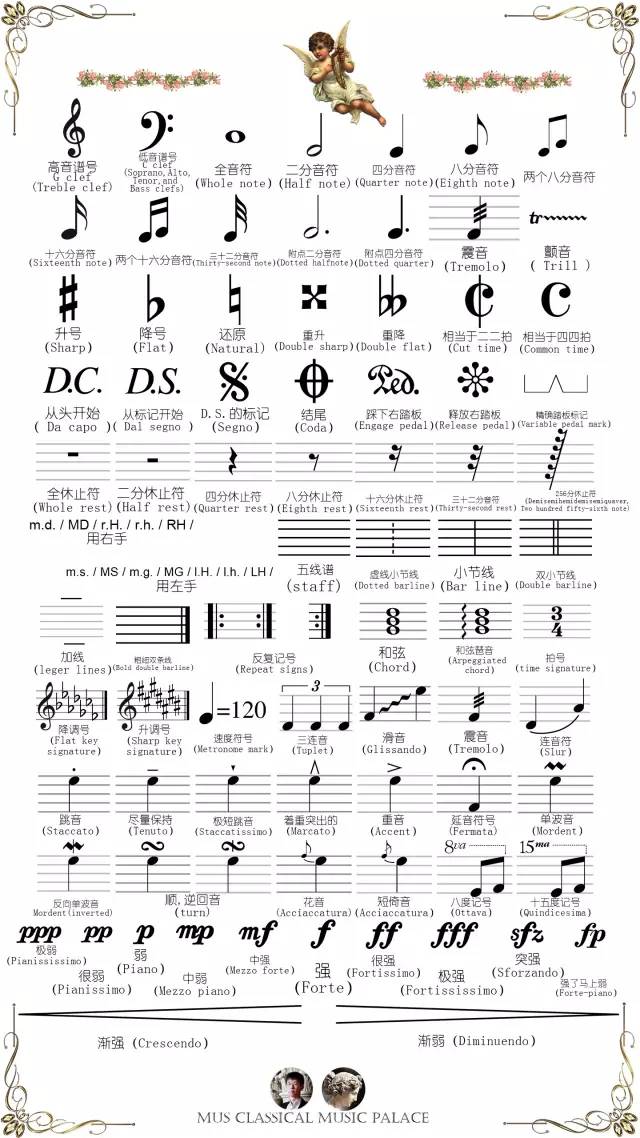 高音谱号
G clef
(Treble clef)
低音谱号
C clef
(Soprano, Alto,
Tenor, and
Bass clefs)
全音符
(Whole note)
二分音符
(Half note)
四分音符
(Quarter note)
八分音符
(Eighth note)
两个八分音符
十六分音符
(Sixteenth note)
两个十六分音符
三十二分音符
(Thirty-second note)
附点二分音符
(Dotted halfnote)
附点四分音符
(Dotted quarter)
震音
(Tremolo)
tr
颤音
( Trill )
升号
(Sharp)
降号
(Flat)
还原
(Natural)
重升
(Double sharp)
重降
(Double flat)
相当于二二拍
(Cut time)
相当于四四拍
(Common time)
D.C.
从头开始
( Da capo )
D.S.
从标记开始
( Dal segno )
D.S.的标记
(Segno)
结尾
(Coda)
Ped.
踩下右踏板
(Engage pedal)
释放右踏板
(Release pedal)
精确踏板标记
(Variable pedal mark)
全休止符
(Whole rest)
二分休止符
(Half rest)
四分休止符
(Quarter rest)
八分休止符
(Eighth rest)
十六分休止符
(Sixteenth rest)
三十二分音符
(Thirty-second rest)
256分休止符
(Demisemihemidemisemiquaver,
Two hundred fifty-sixth note)
m.d. / MD / r.H. / r.h. / RH /
用右手
m.s. / MS / m.g. / MG / l.H. / l.h. / LH /
用左手
五线谱
(staff)
虚线小节线
(Dotted barline)
小节线
(Bar line)
双小节线
(Double barline)
加线
(leger lines)
粗细双条线
(Bold double barline)
反复记号
(Repeat signs)
和弦
(Chord)
和弦琶音
(Arpeggiated
chord)
3
4
拍号
(time signature)
降调号
(Flat key
signature)
升调号
(Sharp key
signature)
=120
速度符号
(Metronome mark)
3
三连音
(Tuplet)
滑音
(Glissando)
震音
(Tremolo)
连音符
(Slur)
跳音
(Staccato)
尽量保持
(Tenuto)
极短跳音
(Staccatissimo)
着重突出的
(Marcato)
重音
(Accent)
延音符号
(Fermata)
单波音
(Mordent)
反向单波音
Mordent(inverted)
顺,逆回音
(turn)
花音
(Acciaccatura)
短倚音
(Acciaccatura)
8va
八度记号
(Ottava)
15ma
十五度记号
(Quindicesima)
ppp
极弱
(Pianississimo)
pp
很弱
(Pianissimo)
p
弱
(Piano)
mp
中弱
(Mezzo piano)
mf
中强
(Mezzo forte)
f
强
(Forte)
ff
很强
(Fortissimo)
fff
极强
(Fortississimo)
sfz
突强
(Sforzando)
fp
强了马上弱
(Forte-piano)
渐强 (Crescendo)
渐弱 (Diminuendo)
MUS CLASSICAL MUSIC PALACE